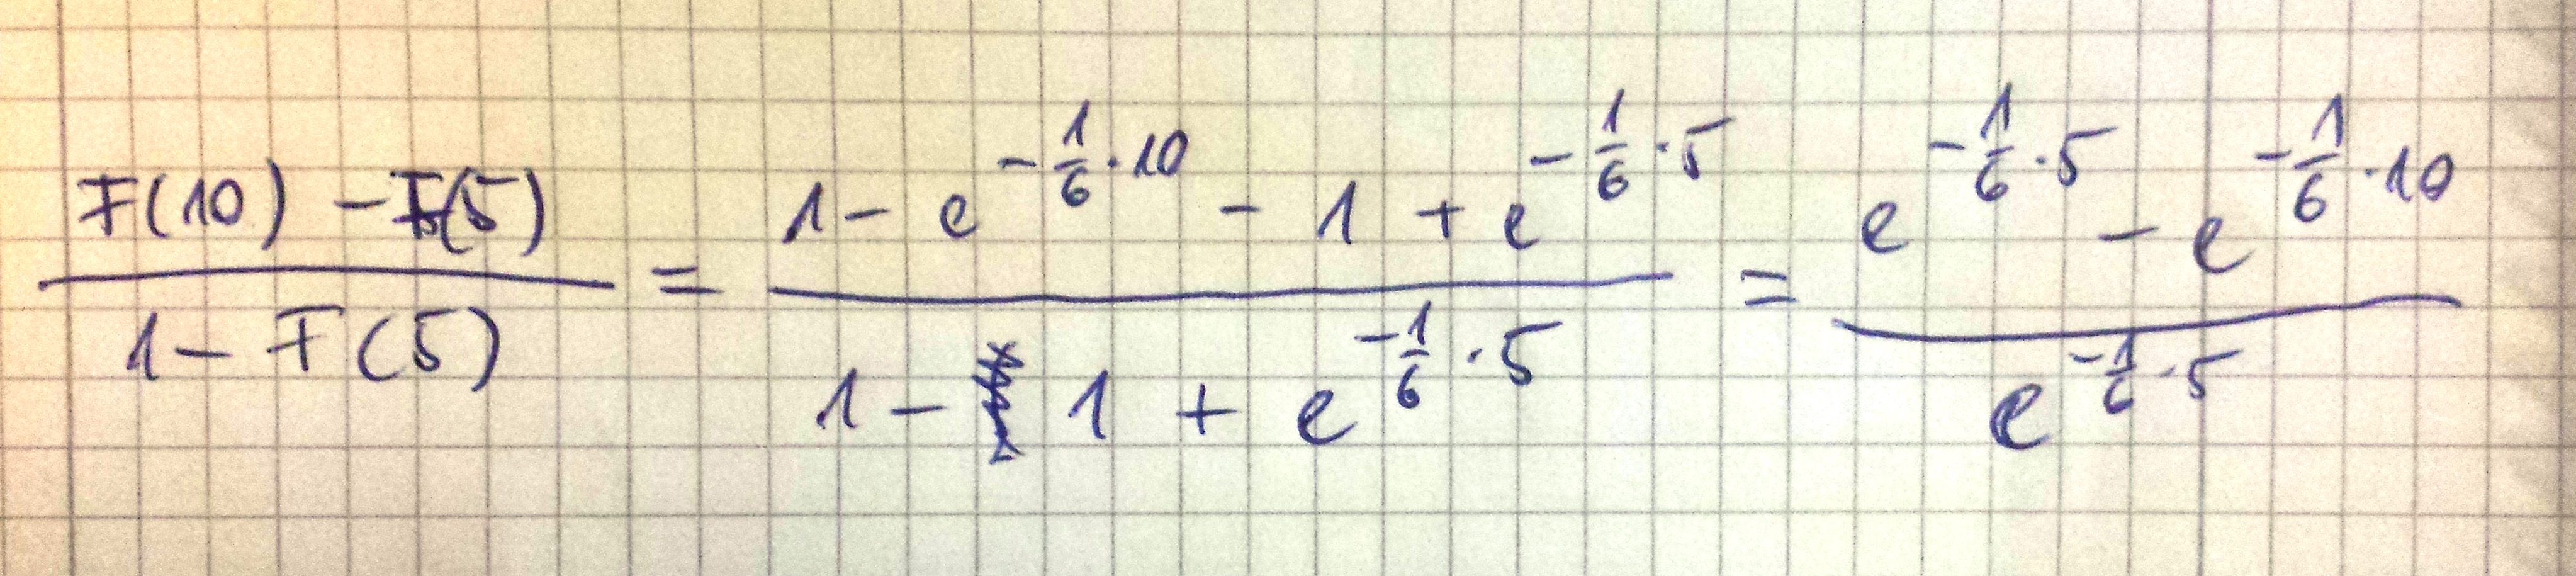 \frac{F(10) - F(5)}{1 - F(5)} = \frac{1 - e^{-\frac{1}{6} \cdot 10} - 1 + e^{-\frac{1}{6} \cdot 5}}{1 - 1 + e^{-\frac{1}{6} \cdot 5}} = \frac{e^{-\frac{1}{6} \cdot 5} - e^{-\frac{1}{6} \cdot 10}}{e^{-\frac{1}{6} \cdot 5}}